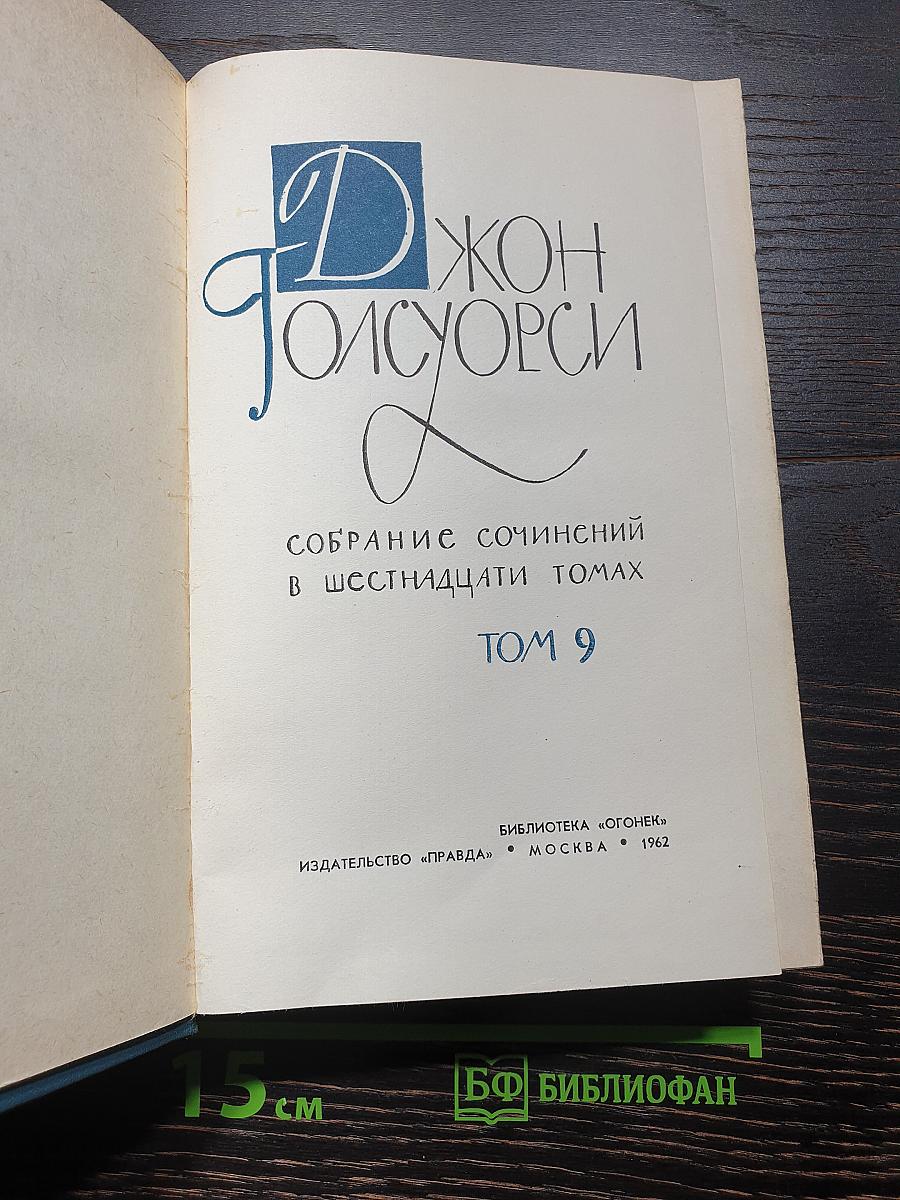 ДЖОН
ГОЛСУОРСИ
СОБРАНИЕ СОЧИНЕНИЙ
В ШЕСТНАДЦАТИ ТОМАХ
ТОМ 9
БИБЛИОТЕКА «ОГОНЕК»
ИЗДАТЕЛЬСТВО «ПРАВДА» • МОСКВА • 1962
15 см
БФ БИБЛИОФАН